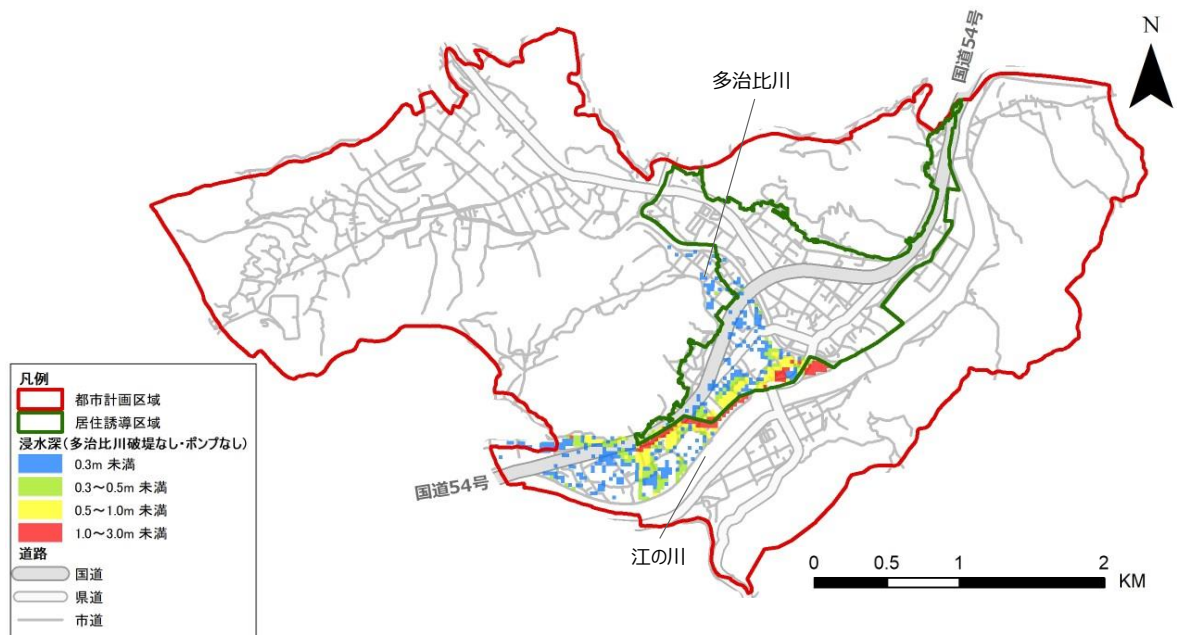 N
国道54号
多治比川
凡例
都市計画区域
居住誘導区域
浸水深(多治比川破堤なし・ポンプなし)
0.3m 未満
0.3～0.5m 未満
0.5～1.0m 未満
1.0～3.0m 未満
道路
国道
県道
市道
国道54号
江の川
0 0.5 1 2
KM